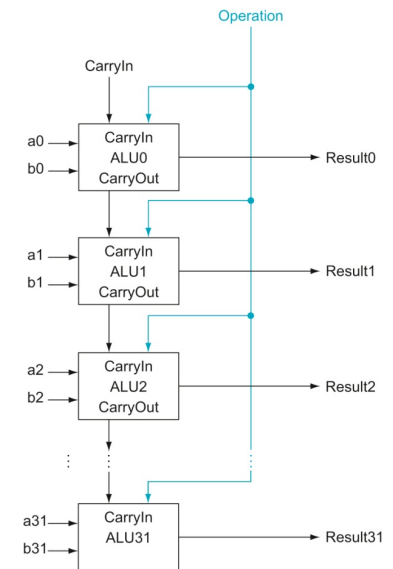 Operation
CarryIn
a0
b0
CarryIn
ALU0
CarryOut
Result0
a1
b1
CarryIn
ALU1
CarryOut
Result1
a2
b2
CarryIn
ALU2
CarryOut
Result2
a31
b31
CarryIn
ALU31
Result31